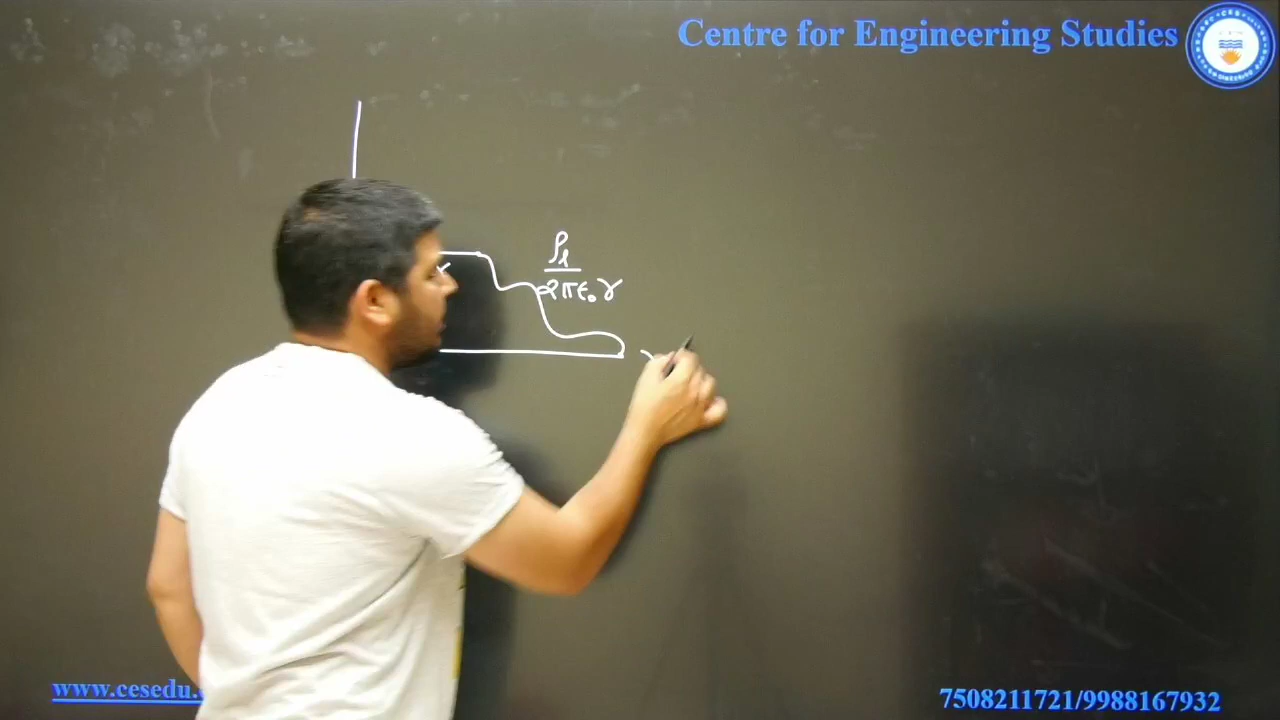 Centre for Engineering Studies
ρₗ
2πε₀r
www.cesedu.
7508211721/9988167932